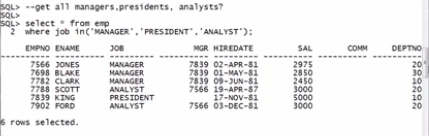 SQL> --get all managers,presidents, analysts?
SQL>
SQL> select * from emp
2 where job in('MANAGER','PRESIDENT','ANALYST');
EMPNO ENAME JOB MGR HIREDATE SAL COMM DEPTNO
7566 JONES MANAGER 7839 02-APR-81 2975 20
7698 BLAKE MANAGER 7839 01-MAY-81 2850 30
7782 CLARK MANAGER 7839 09-JUN-81 2450 10
7788 SCOTT ANALYST 7566 19-APR-87 3000 20
7839 KING PRESIDENT 17-NOV-81 5000 10
7902 FORD ANALYST 7566 03-DEC-81 3000 20
6 rows selected.